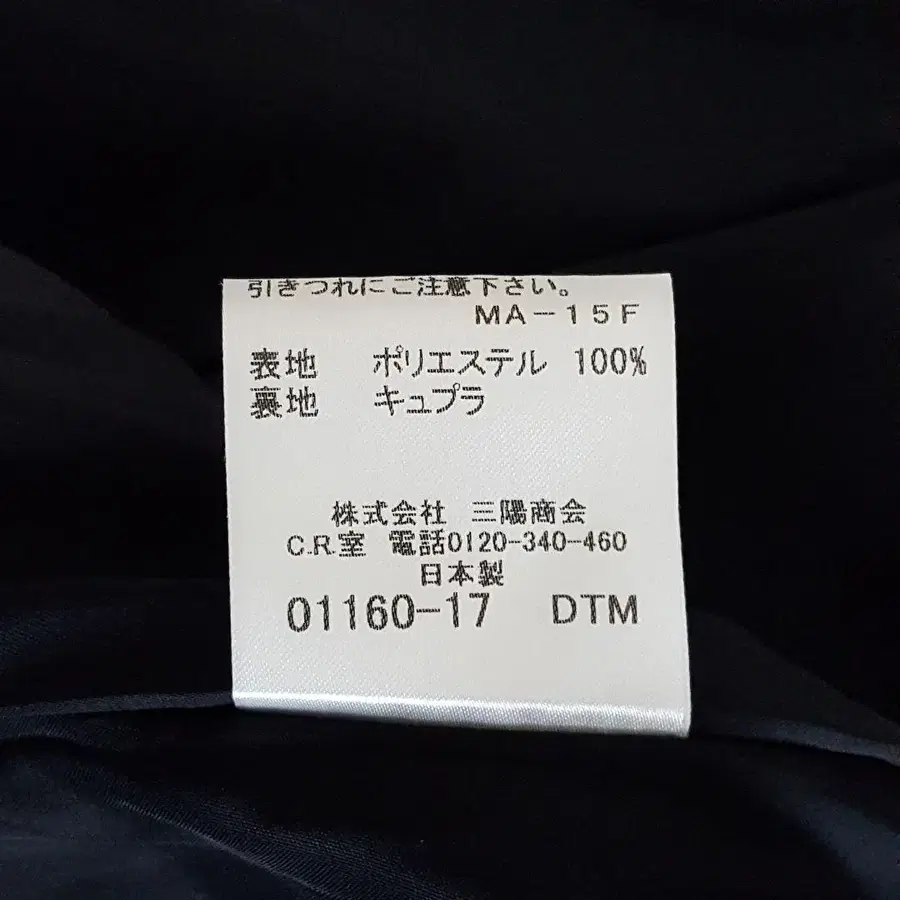 引きつれにご注意下さい。
MA-15F
表地 ポリエステル 100%
裏地 キュプラ
株式会社 三陽商会
C.R.室 電話0120-340-460
日本製
01160-17 DTM